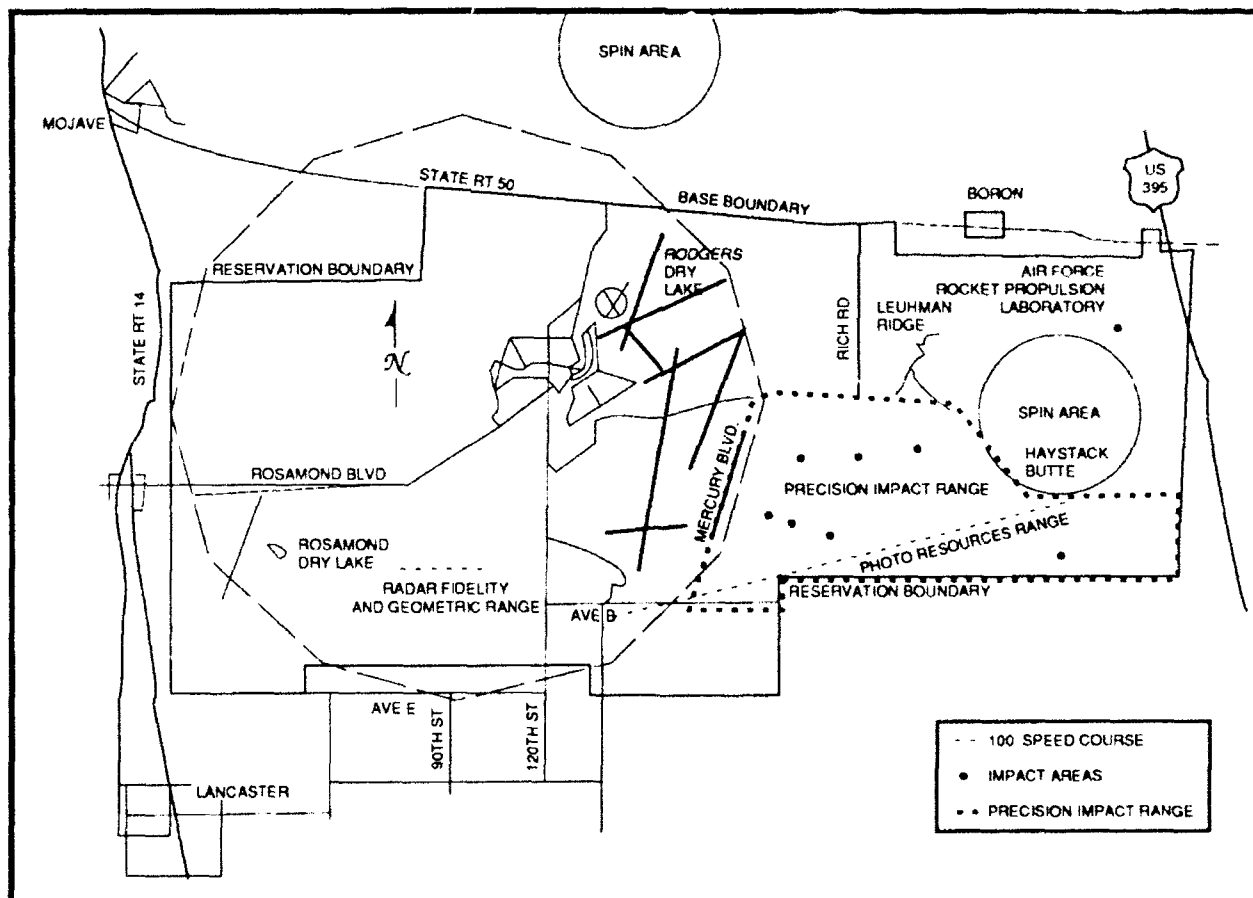 SPIN AREA
MOJAVE
STATE RT 50
BASE BOUNDARY
BORON
US
395
RESERVATION BOUNDARY
RODGERS
DRY
LAKE
AIR FORCE
ROCKET PROPULSION
LABORATORY
LEUHMAN
RIDGE
RICH RD
STATE RT 14
N
SPIN AREA
HAYSTACK
BUTTE
ROSAMOND BLVD
MERCURY BLVD.
PRECISION IMPACT RANGE
PHOTO RESOURCES RANGE
ROSAMOND
DRY LAKE
RADAR FIDELITY
AND GEOMETRIC RANGE
AVE B
RESERVATION BOUNDARY
AVE E
90TH ST
120TH ST
LANCASTER
100 SPEED COURSE
IMPACT AREAS
PRECISION IMPACT RANGE